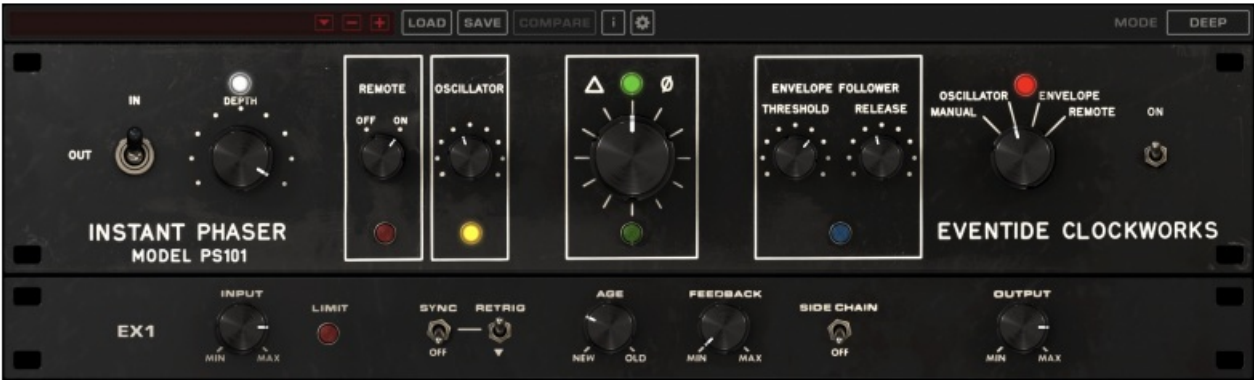 LOAD SAVE COMPARE i MODE DEEP
IN
OUT
DEPTH
REMOTE
OFF ON
OSCILLATOR
Δ Ø
ENVELOPE FOLLOWER
THRESHOLD RELEASE
OSCILLATOR ENVELOPE
MANUAL REMOTE
ON
INSTANT PHASER
MODEL PS101
EVENTIDE CLOCKWORKS
EX1
INPUT
MIN MAX
LIMIT
SYNC RETRIG
OFF
AGE
NEW OLD
FEEDBACK
MIN MAX
SIDE CHAIN
OFF
OUTPUT
MIN MAX